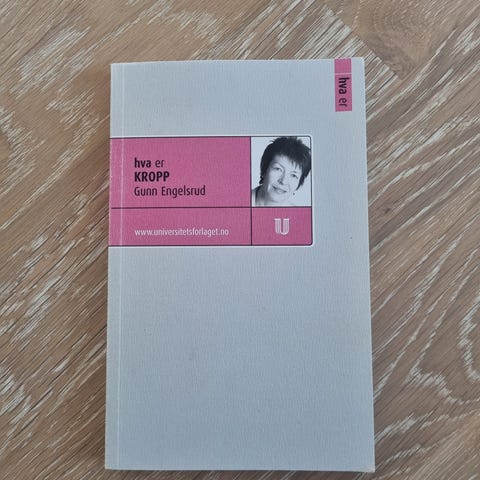 hva er
hva er
KROPP
Gunn Engelsrud
www.universitetsforlaget.no
U